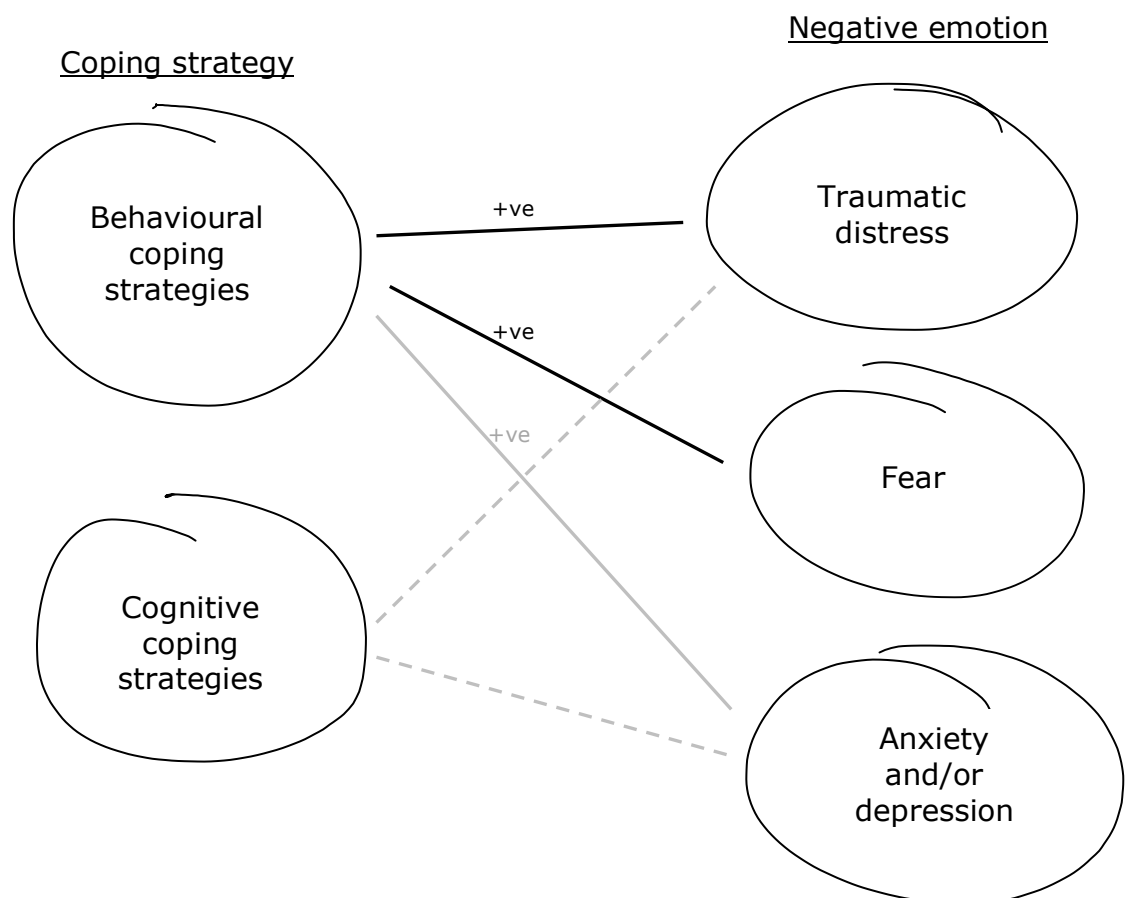 Coping strategy
Negative emotion
Behavioural
coping
strategies
Traumatic
distress
+ve
+ve
+ve
Fear
Cognitive
coping
strategies
Anxiety
and/or
depression